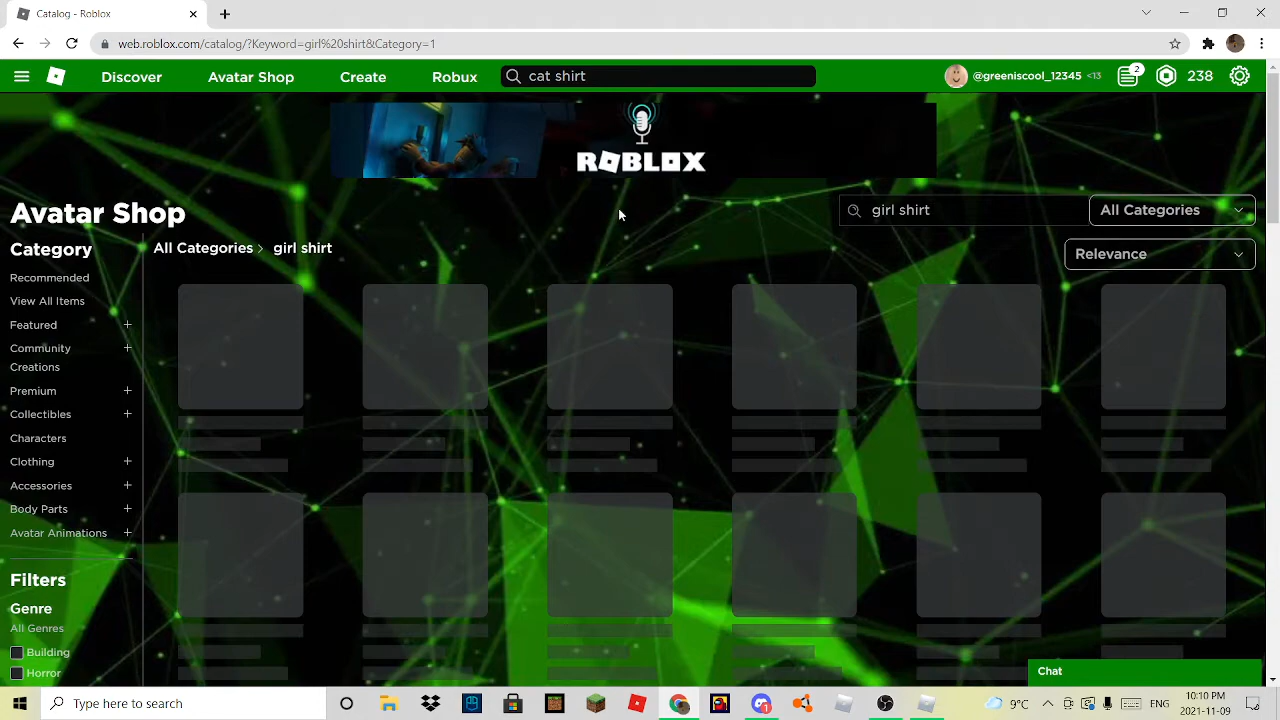 Catalog - Roblox
web.roblox.com/catalog/?Keyword=girl%20shirt&Category=1
Discover
Avatar Shop
Create
Robux
cat shirt
@greeniscool_12345 <13
2
238
ROBLOX
Avatar Shop
girl shirt
All Categories
Category
All Categories > girl shirt
Relevance
Recommended
View All Items
Featured +
Community +
Creations
Premium +
Collectibles +
Characters
Clothing +
Accessories +
Body Parts +
Avatar Animations +
Filters
Genre
All Genres
Building
Horror
Chat
Type here to search
9°C
ENG
10:10 PM
2021-11-09